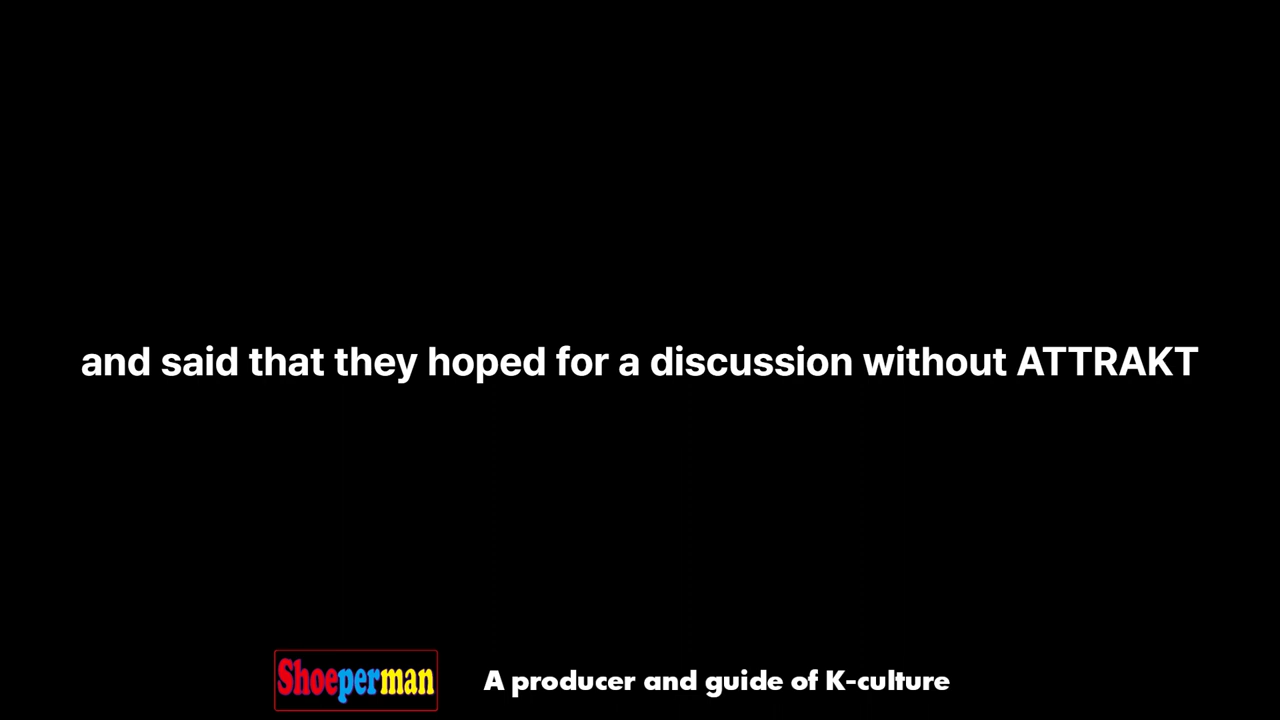 and said that they hoped for a discussion without ATTRAKT
Shoeperman
A producer and guide of K-culture